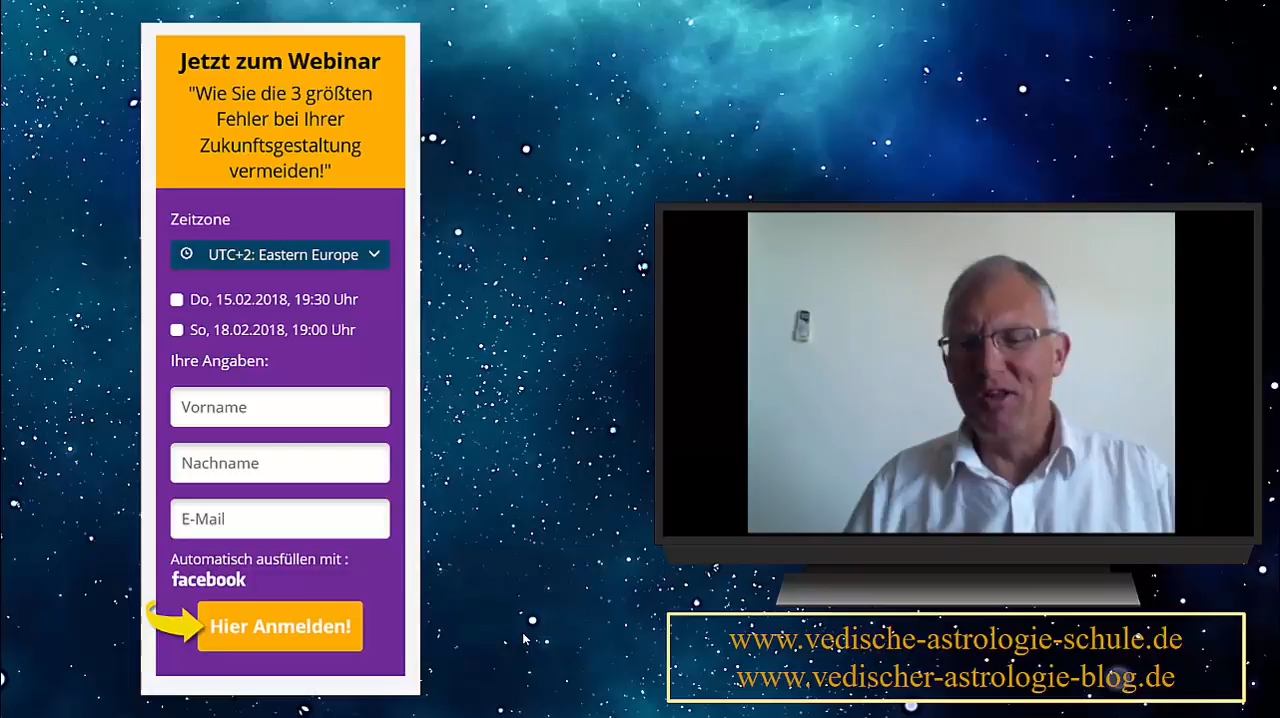 Jetzt zum Webinar
"Wie Sie die 3 größten
Fehler bei Ihrer
Zukunftsgestaltung
vermeiden!"
Zeitzone
UTC+2: Eastern Europe
Do, 15.02.2018, 19:30 Uhr
So, 18.02.2018, 19:00 Uhr
Ihre Angaben:
Vorname
Nachname
E-Mail
Automatisch ausfüllen mit :
facebook
Hier Anmelden!
www.vedische-astrologie-schule.de
www.vedischer-astrologie-blog.de